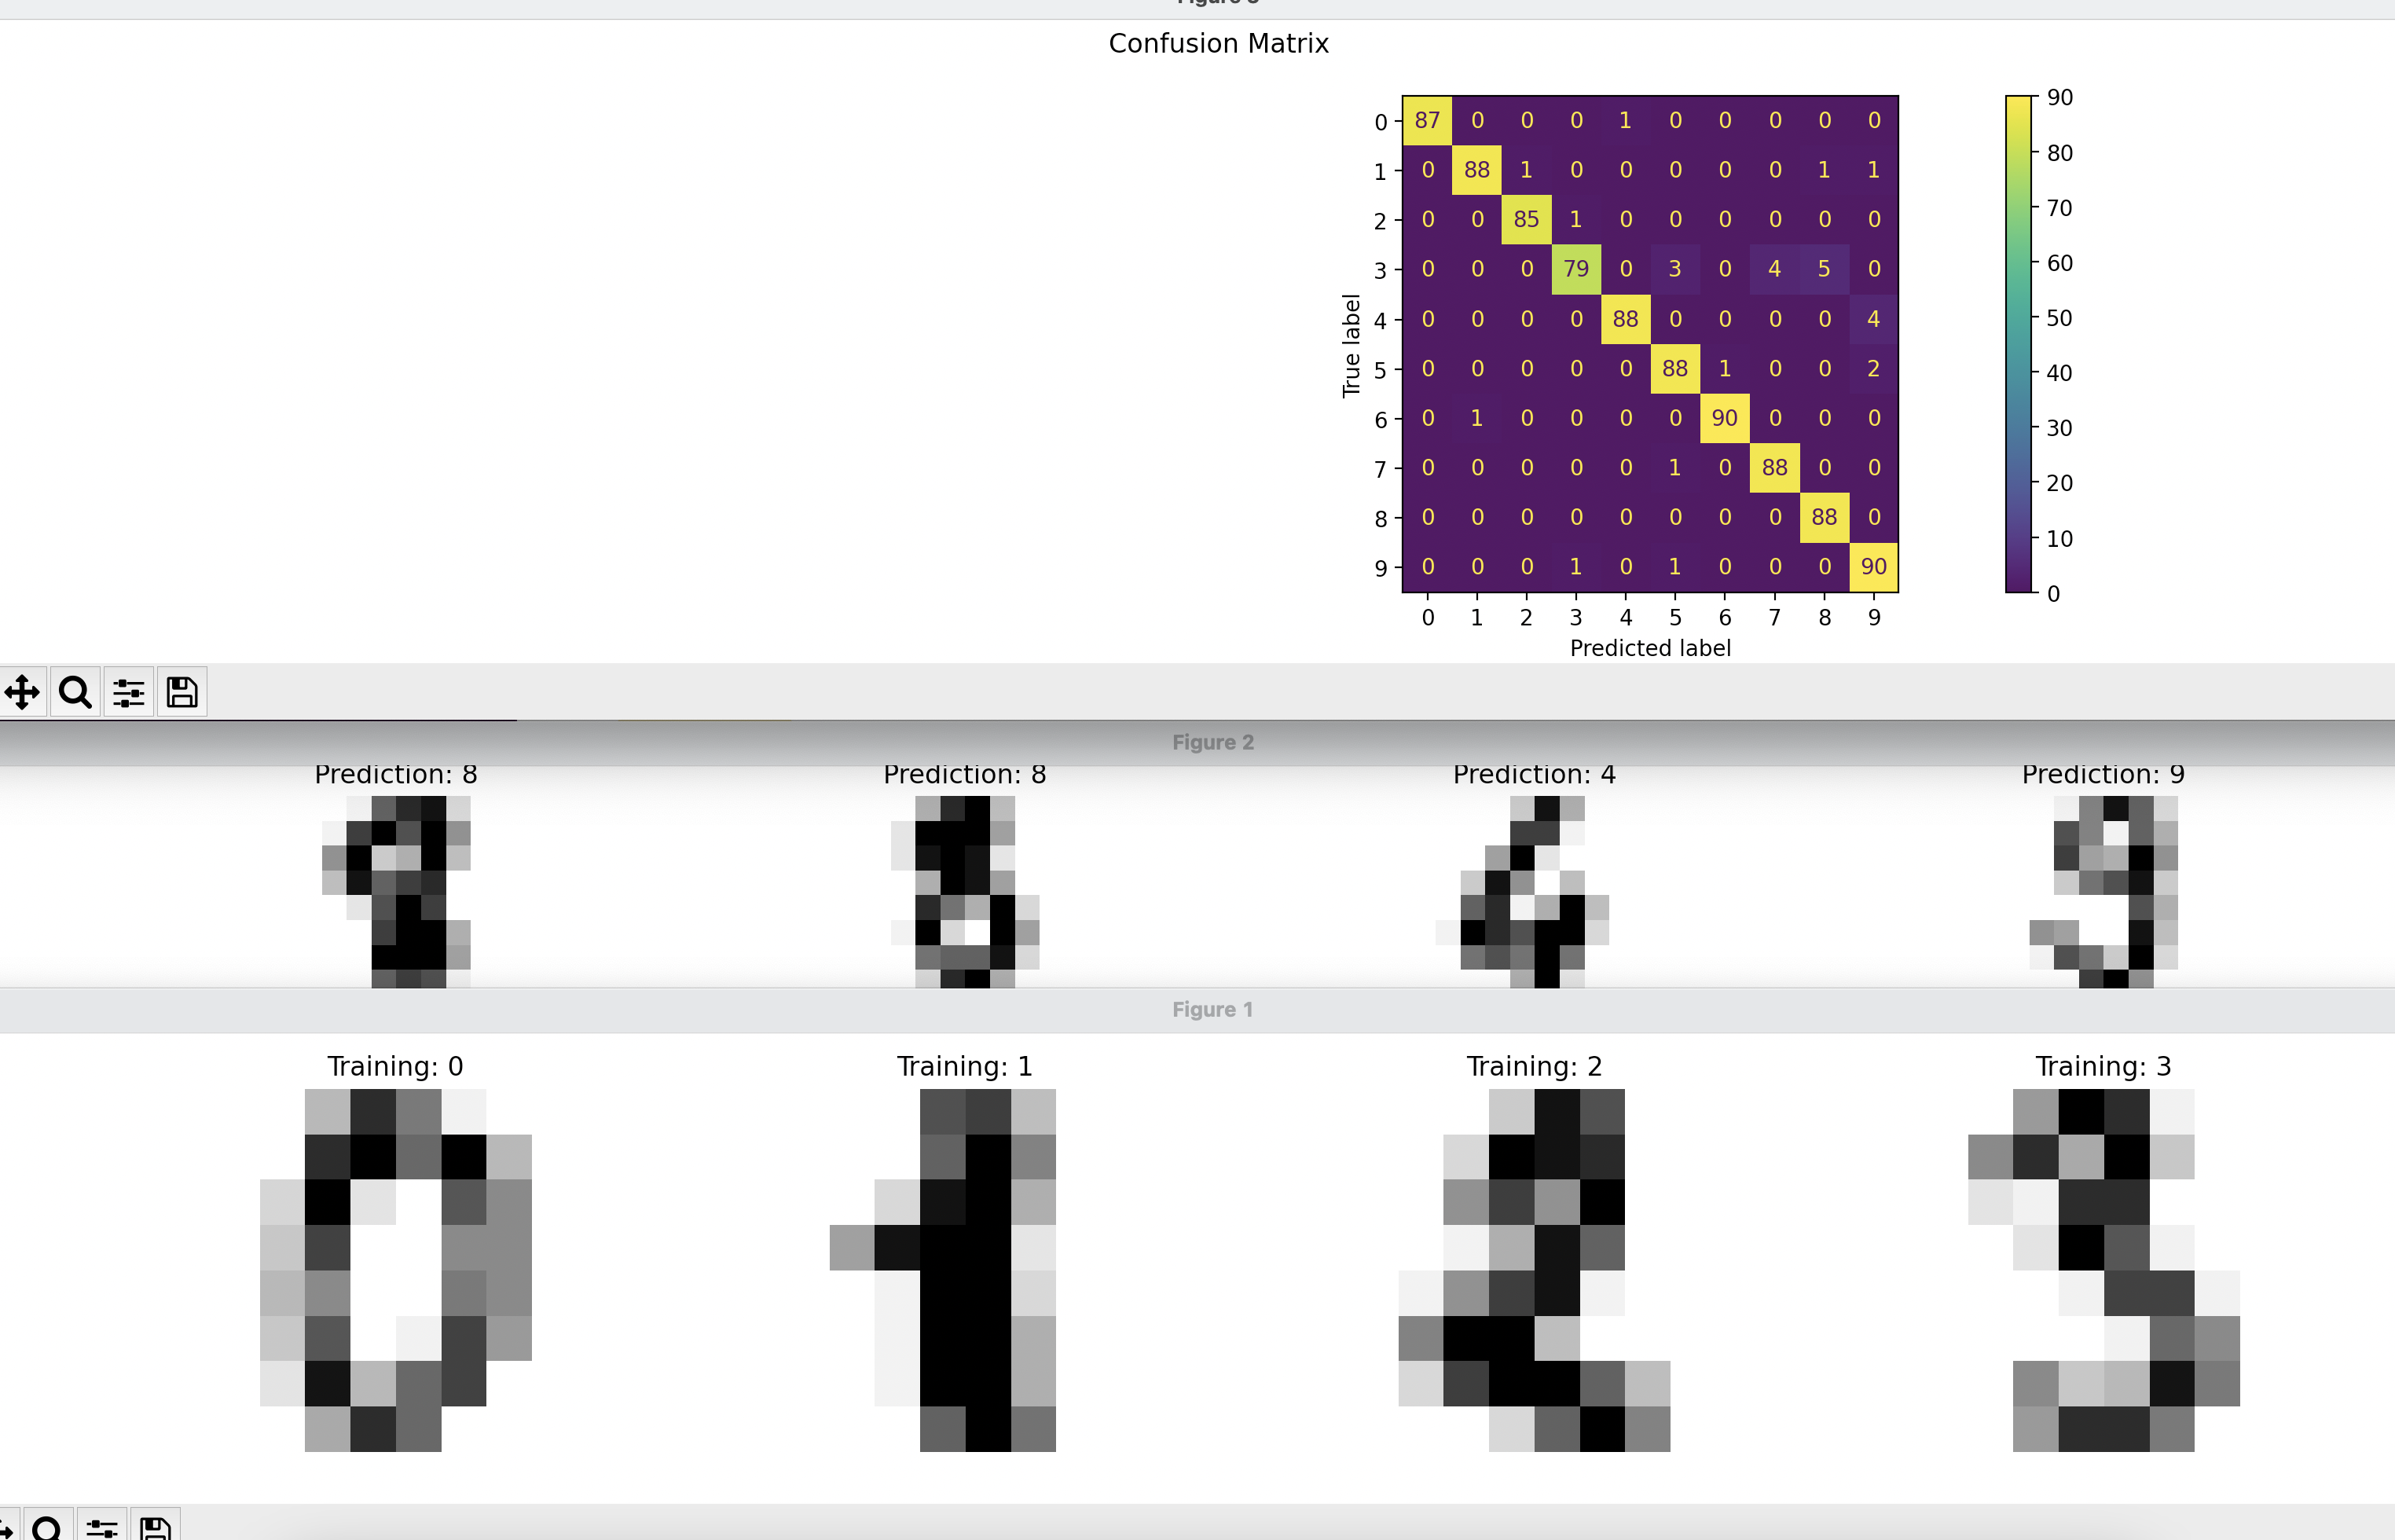 Confusion Matrix
0 87 0 0 0 1 0 0 0 0 0
1 0 88 1 0 0 0 0 0 1 1
2 0 0 85 1 0 0 0 0 0 0
3 0 0 0 79 0 3 0 4 5 0
4 0 0 0 0 88 0 0 0 0 4
5 0 0 0 0 0 88 1 0 0 2
6 0 1 0 0 0 0 90 0 0 0
7 0 0 0 0 0 1 0 88 0 0
8 0 0 0 0 0 0 0 0 88 0
9 0 0 0 1 0 1 0 0 0 90
0 1 2 3 4 5 6 7 8 9
True label
Predicted label
90
80
70
60
50
40
30
20
10
0
Figure 2
Prediction: 8 Prediction: 8 Prediction: 4 Prediction: 9
Figure 1
Training: 0 Training: 1 Training: 2 Training: 3